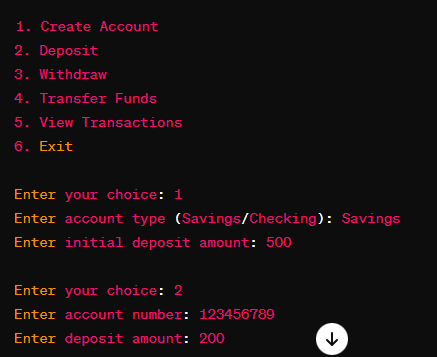 1. Create Account
2. Deposit
3. Withdraw
4. Transfer Funds
5. View Transactions
6. Exit
Enter your choice: 1
Enter account type (Savings/Checking): Savings
Enter initial deposit amount: 500
Enter your choice: 2
Enter account number: 123456789
Enter deposit amount: 200